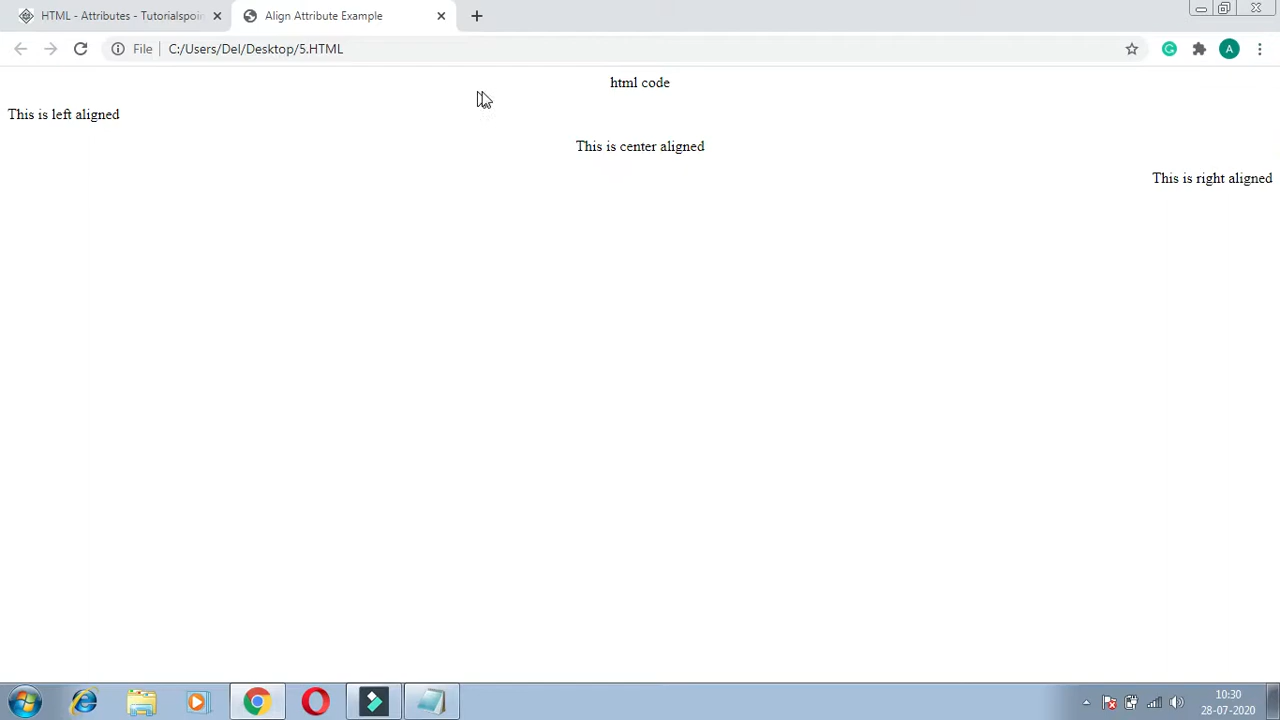 HTML - Attributes - Tutorialspoin
Align Attribute Example
File
C:/Users/Del/Desktop/5.HTML
A
html code
This is left aligned
This is center aligned
This is right aligned
10:30
28-07-2020